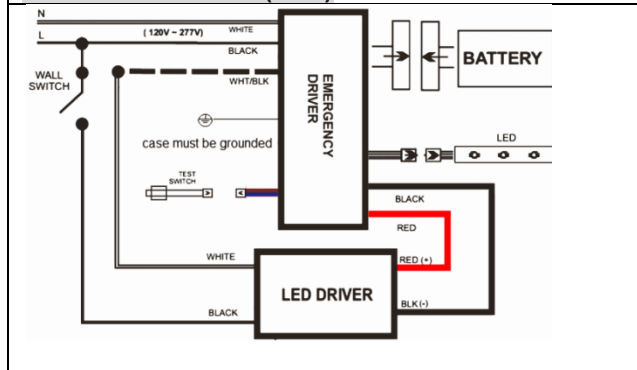 N
L
( 120V ~ 277V)
WHITE
BLACK
WALL
SWITCH
WHT/BLK
EMERGENCY
DRIVER
BATTERY
case must be grounded
LED
TEST
SWITCH
BLACK
RED
WHITE
RED (+)
LED DRIVER
BLK(-)
BLACK